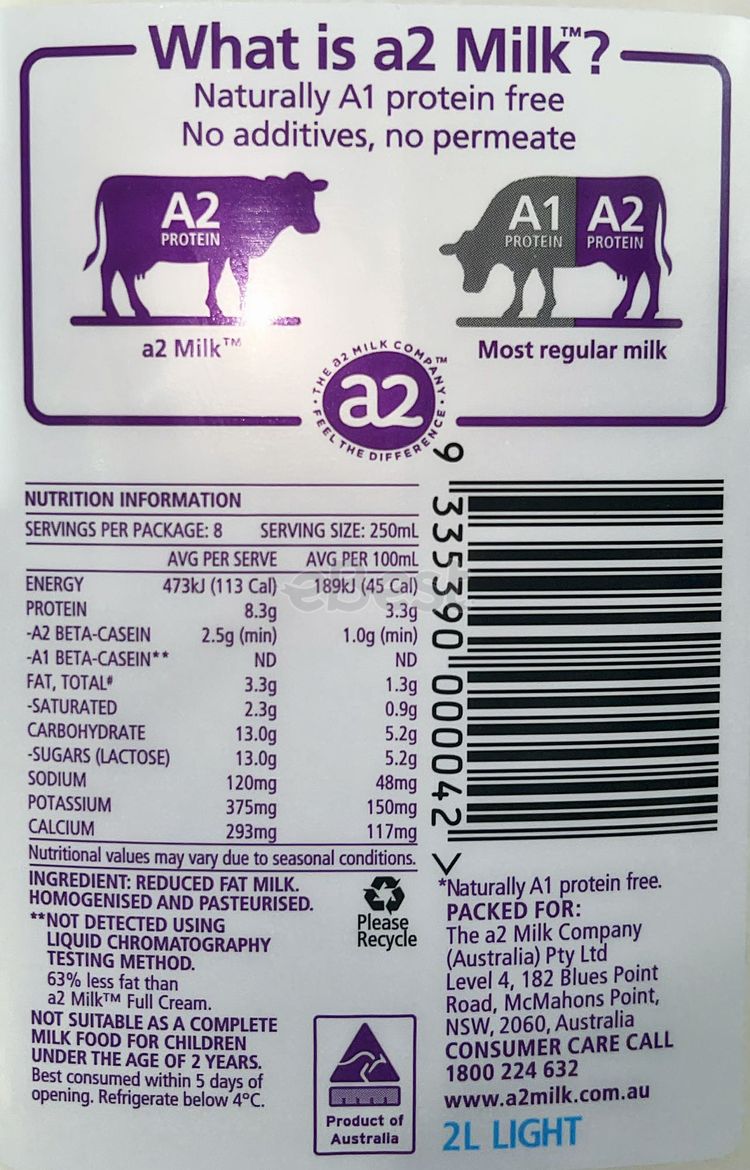 What is a2 Milk™?
Naturally A1 protein free
No additives, no permeate
A2
PROTEIN
a2 Milk™
A1 A2
PROTEIN PROTEIN
Most regular milk
THE a2 MILK COMPANY™
a2
FEEL THE DIFFERENCE
NUTRITION INFORMATION
SERVINGS PER PACKAGE: 8 SERVING SIZE: 250mL
AVG PER SERVE AVG PER 100mL
ENERGY 473kJ (113 Cal) 189kJ (45 Cal)
PROTEIN 8.3g 3.3g
-A2 BETA-CASEIN 2.5g (min) 1.0g (min)
-A1 BETA-CASEIN** ND ND
FAT, TOTAL# 3.3g 1.3g
-SATURATED 2.3g 0.9g
CARBOHYDRATE 13.0g 5.2g
-SUGARS (LACTOSE) 13.0g 5.2g
SODIUM 120mg 48mg
POTASSIUM 375mg 150mg
CALCIUM 293mg 117mg
Nutritional values may vary due to seasonal conditions.
INGREDIENT: REDUCED FAT MILK.
HOMOGENISED AND PASTEURISED.
**NOT DETECTED USING
LIQUID CHROMATOGRAPHY
TESTING METHOD.
63% less fat than
a2 Milk™ Full Cream.
NOT SUITABLE AS A COMPLETE
MILK FOOD FOR CHILDREN
UNDER THE AGE OF 2 YEARS.
Best consumed within 5 days of
opening. Refrigerate below 4°C.
Please
Recycle
Product of
Australia
9 335390 000042 >
*Naturally A1 protein free.
PACKED FOR:
The a2 Milk Company
(Australia) Pty Ltd
Level 4, 182 Blues Point
Road, McMahons Point,
NSW, 2060, Australia
CONSUMER CARE CALL
1800 224 632
www.a2milk.com.au
2L LIGHT